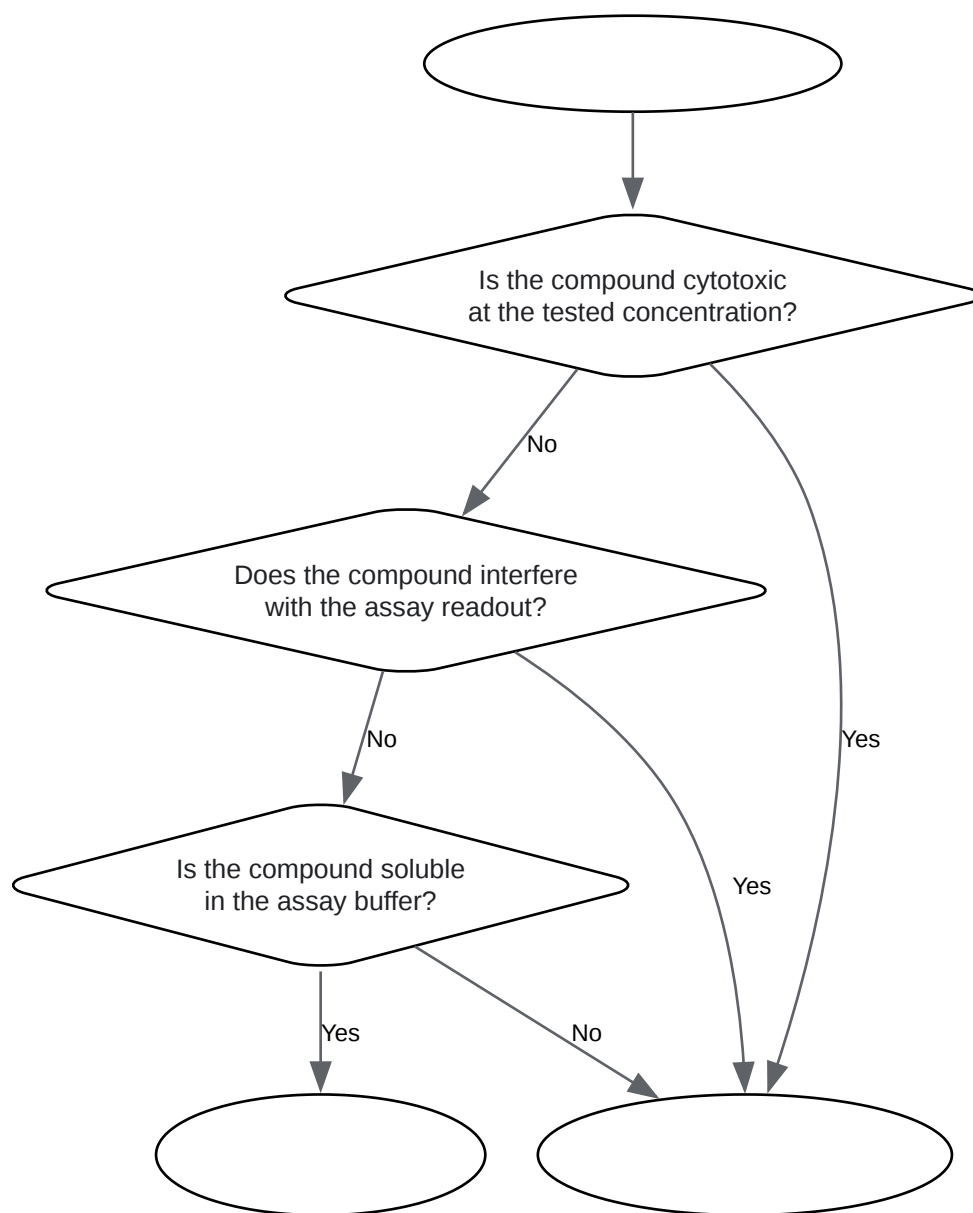 Is the compound cytotoxic
at the tested concentration?
No
Does the compound interfere
with the assay readout?
No
Yes
Is the compound soluble
in the assay buffer?
Yes
Yes
No